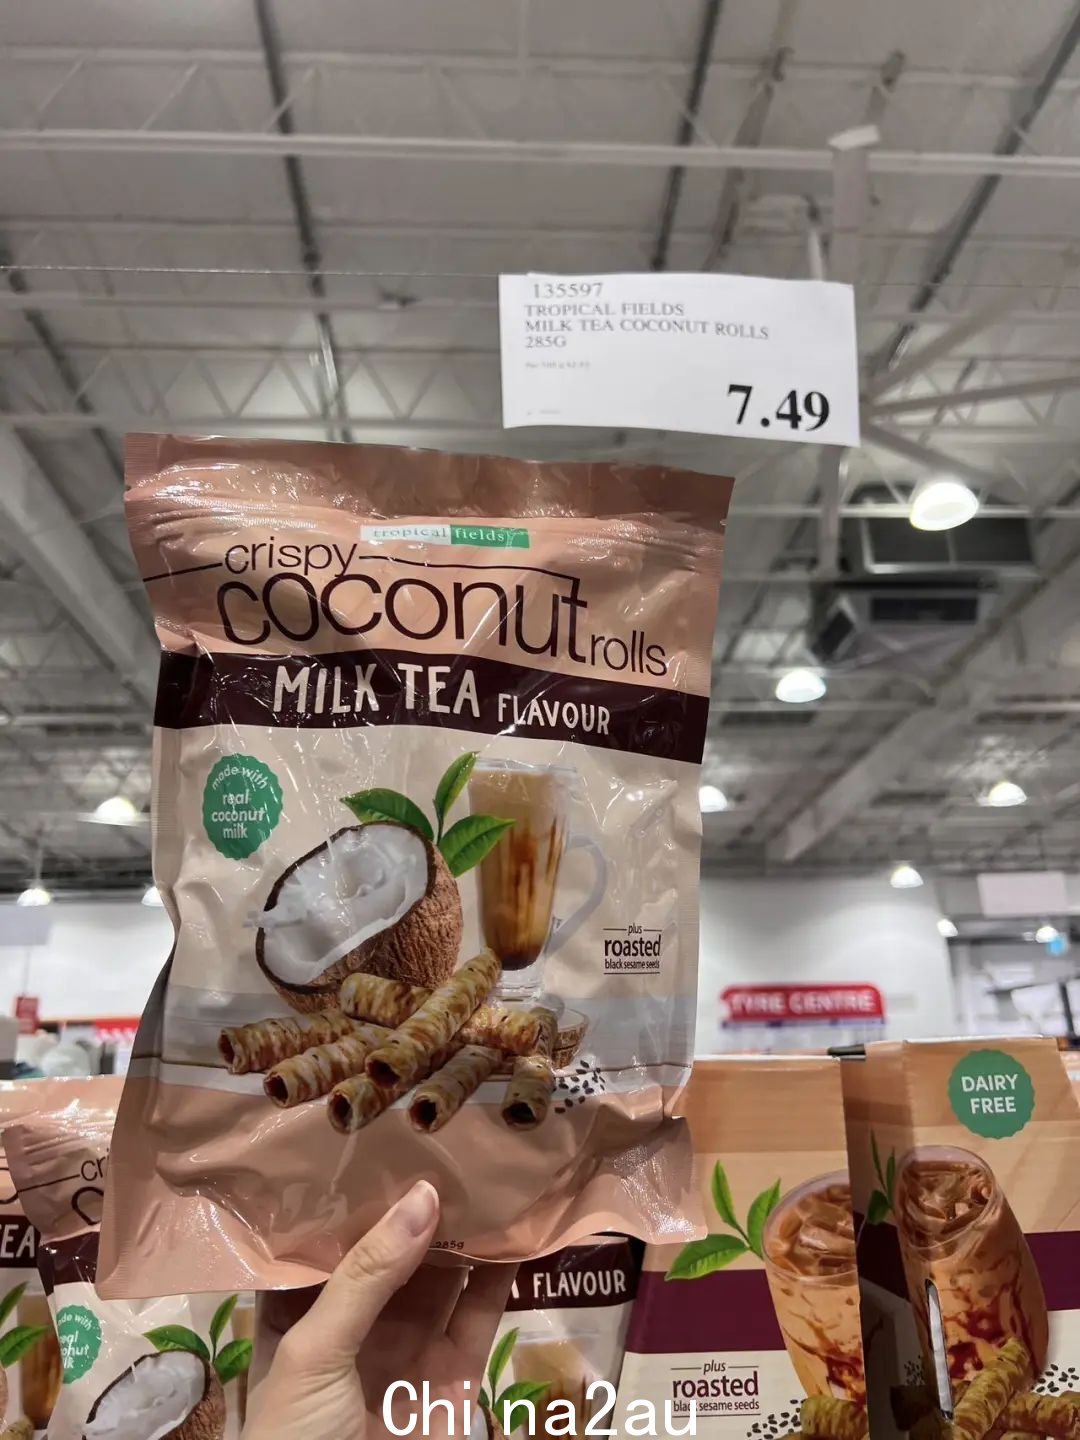 135597
TROPICAL FIELDS
MILK TEA COCONUT ROLLS
285G
7.49
tropical fields
crispy
coconut rolls
MILK TEA FLAVOUR
made with
real
coconut
milk
plus
roasted
black sesame seeds
285g
TYRE CENTRE
DAIRY
FREE
FLAVOUR
plus
roasted
black sesame seeds
China2au